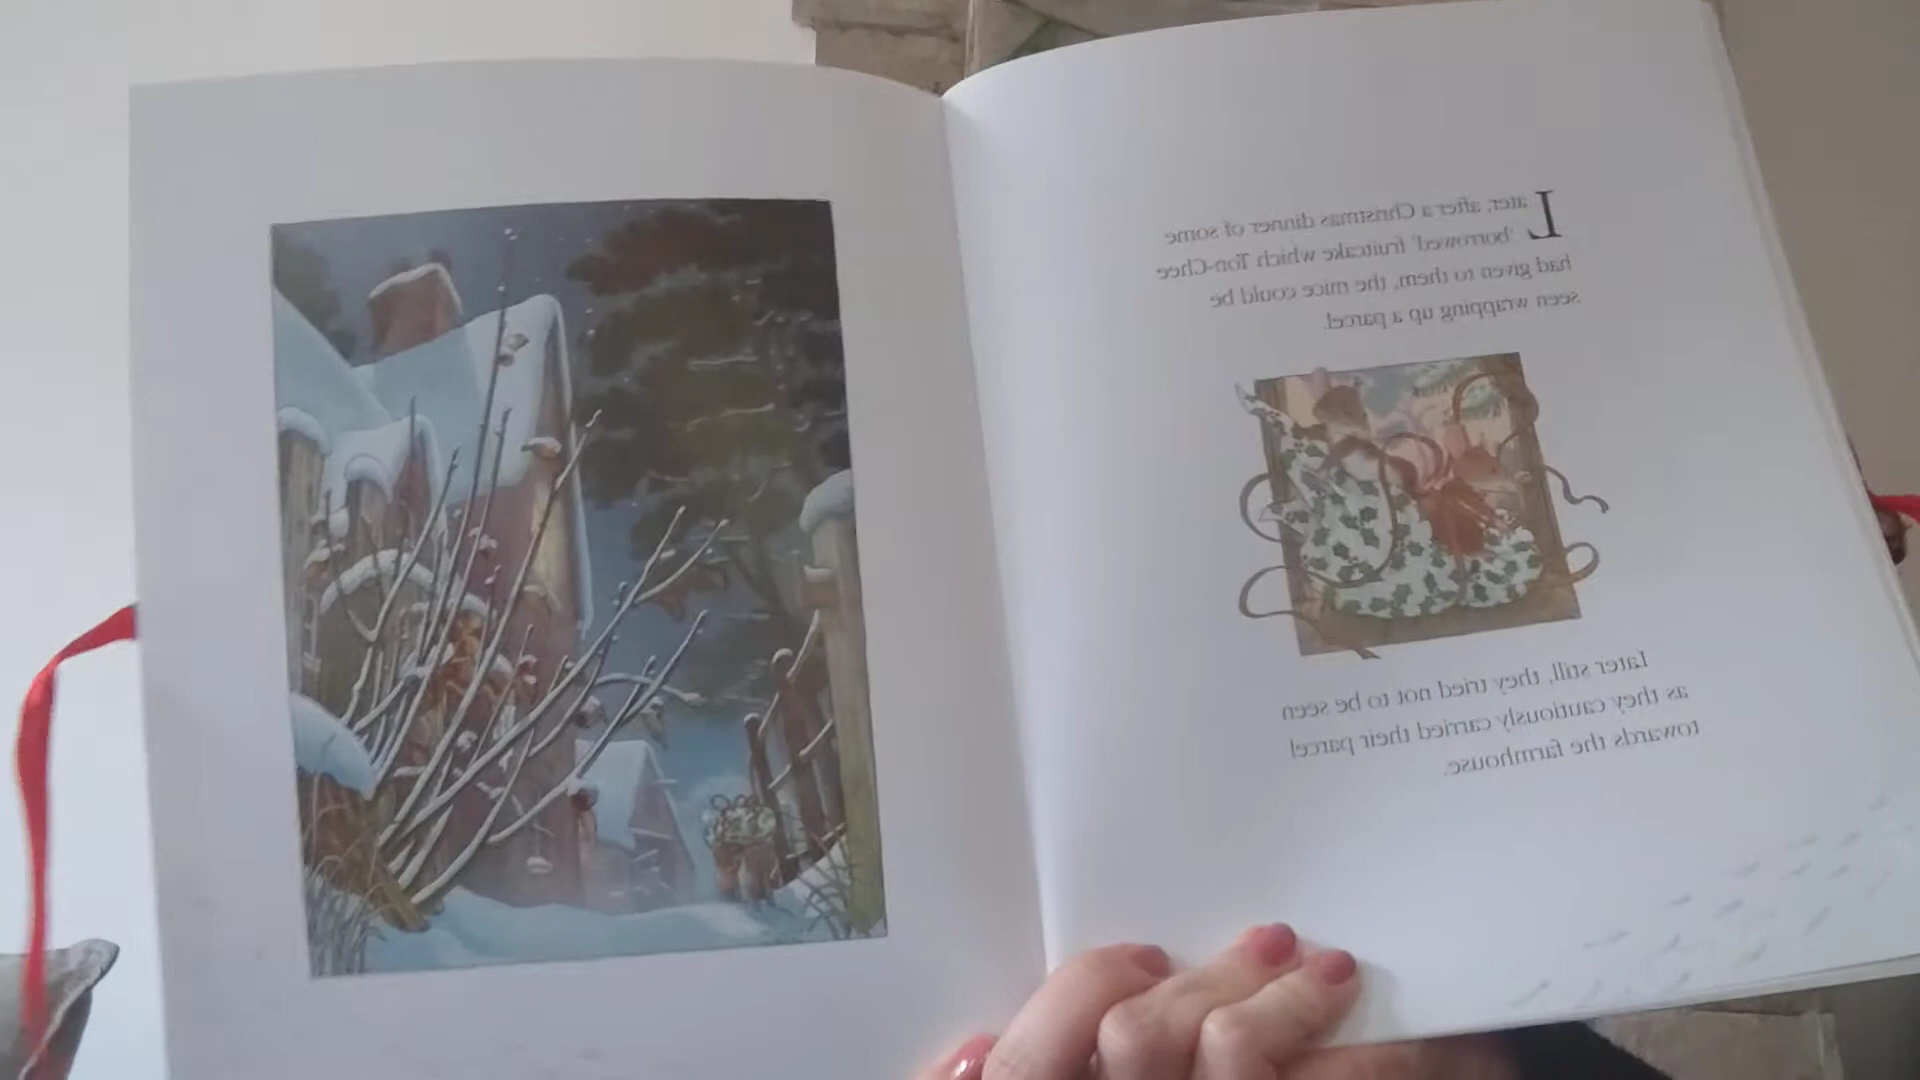 Later, after a Christmas dinner of some
'borrowed' fruitcake which Ton-Chee
had given to them, the mice could be
seen wrapping up a parcel.
Later still, they tried not to be seen
as they cautiously carried their parcel
towards the farmhouse.